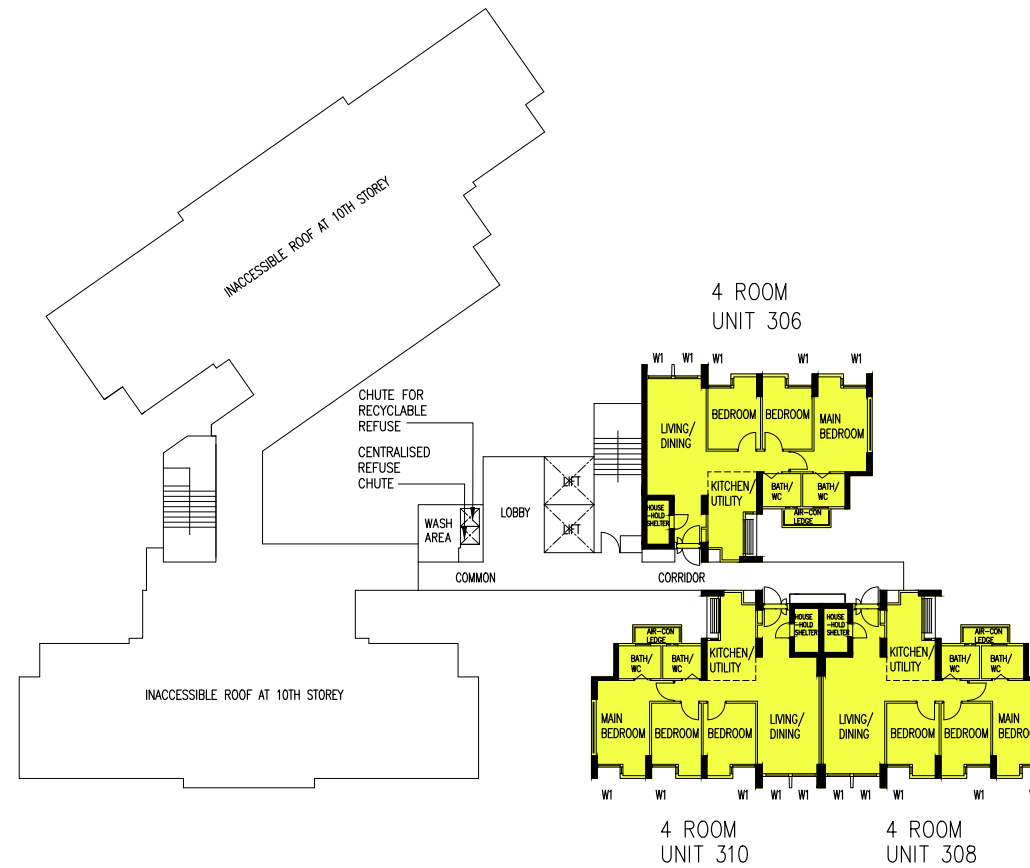 INACCESSIBLE ROOF AT 10TH STOREY
4 ROOM
UNIT 306
W1 W1 W1 W1 W1
CHUTE FOR
RECYCLABLE
REFUSE
CENTRALISED
REFUSE
CHUTE
LIVING/
DINING
BEDROOM
BEDROOM
MAIN
BEDROOM
KITCHEN/
UTILITY
BATH/
WC
BATH/
WC
AIR-CON
LEDGE
HOUSE
-HOLD
SHELTER
LIFT
LIFT
LOBBY
WASH
AREA
COMMON
CORRIDOR
HOUSE
-HOLD
SHELTER
HOUSE
-HOLD
SHELTER
AIR-CON
LEDGE
BATH/
WC
BATH/
WC
KITCHEN/
UTILITY
KITCHEN/
UTILITY
AIR-CON
LEDGE
BATH/
WC
BATH/
WC
INACCESSIBLE ROOF AT 10TH STOREY
MAIN
BEDROOM
BEDROOM
BEDROOM
LIVING/
DINING
LIVING/
DINING
BEDROOM
BEDROOM
MAIN
BEDRO
W1 W1 W1 W1 W1 W1 W1 W1 W1
4 ROOM
UNIT 310
4 ROOM
UNIT 308